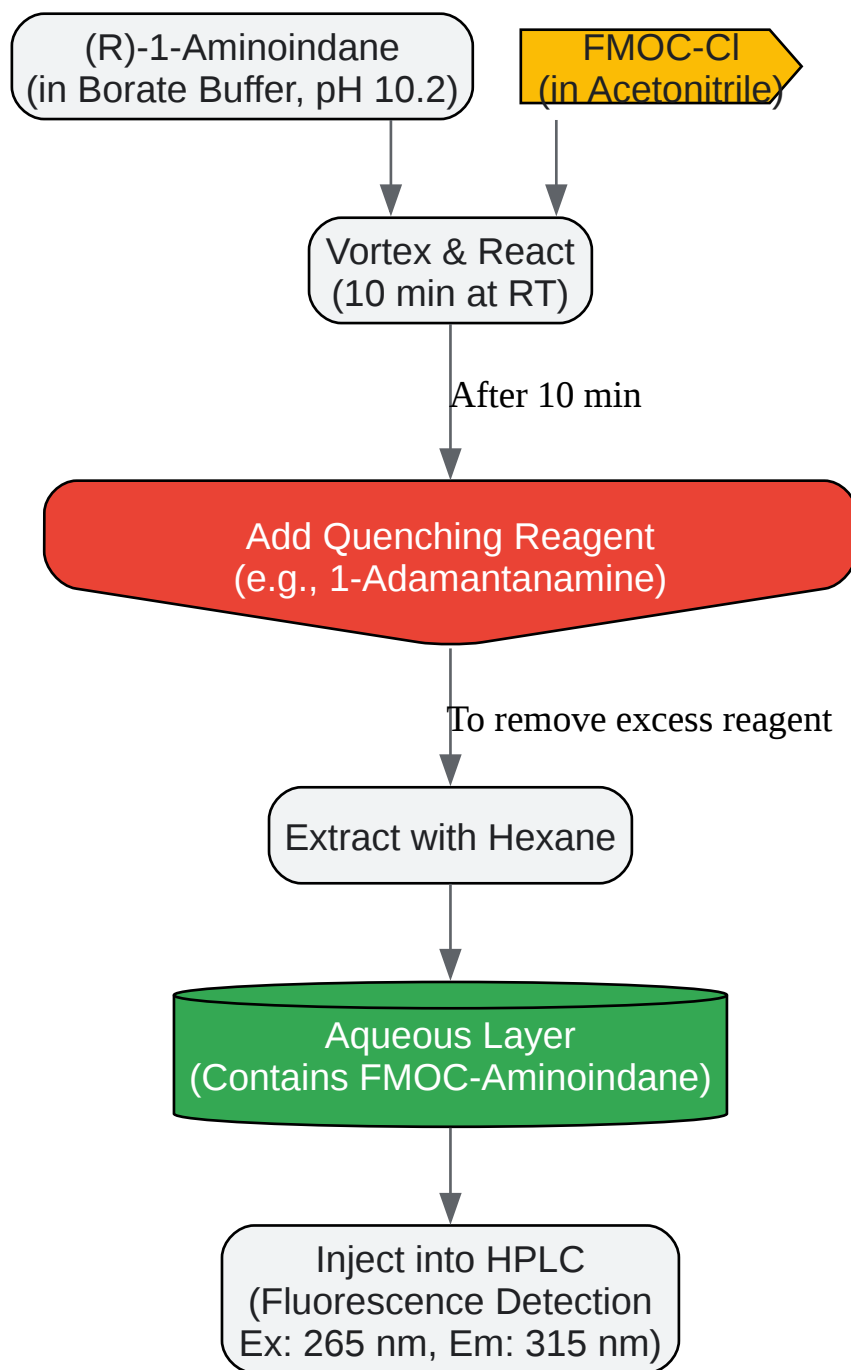 (R)-1-Aminoindane
(in Borate Buffer, pH 10.2)
FMOC-Cl
(in Acetonitrile)
Vortex & React
(10 min at RT)
After 10 min
Add Quenching Reagent
(e.g., 1-Adamantanamine)
To remove excess reagent
Extract with Hexane
Aqueous Layer
(Contains FMOC-Aminoindane)
Inject into HPLC
(Fluorescence Detection
Ex: 265 nm, Em: 315 nm)